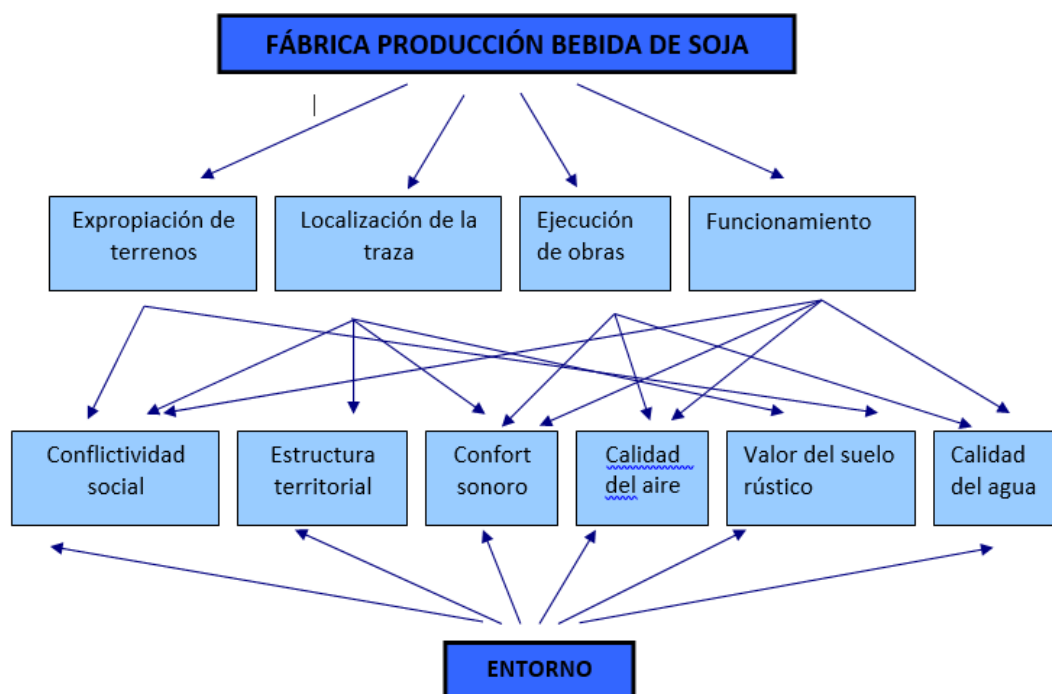 FÁBRICA PRODUCCIÓN BEBIDA DE SOJA
Expropiación de
terrenos
Localización de la
traza
Ejecución
de obras
Funcionamiento
Conflictividad
social
Estructura
territorial
Confort
sonoro
Calidad
del aire
Valor del suelo
rústico
Calidad
del agua
ENTORNO